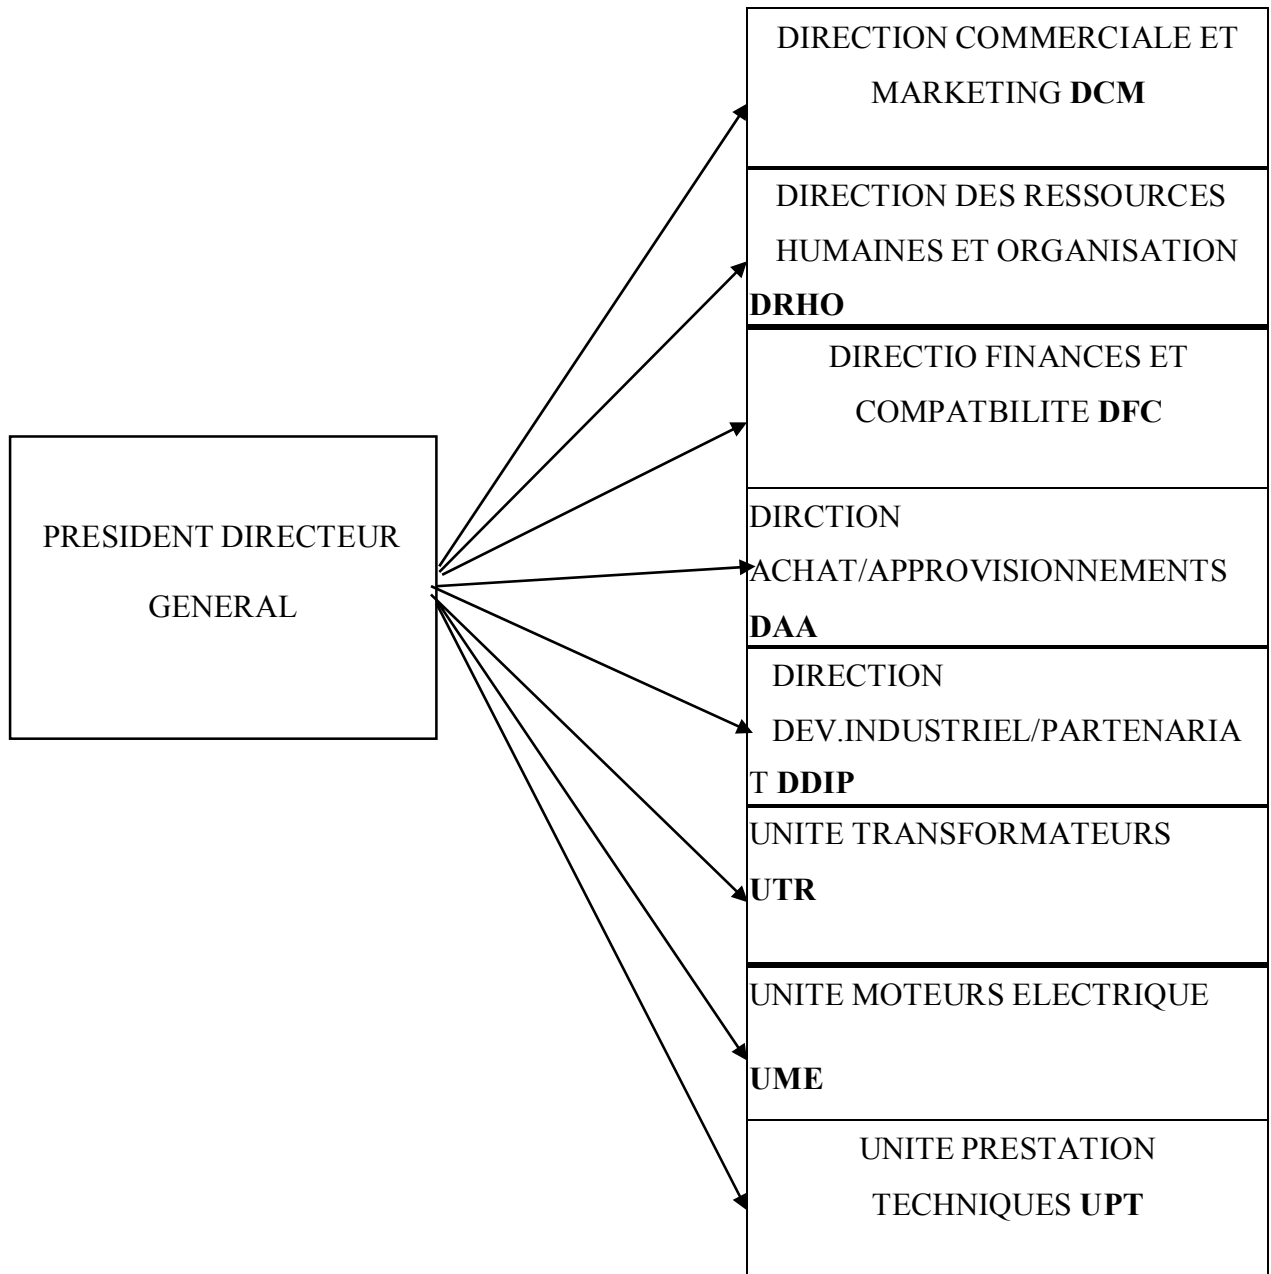 PRESIDENT DIRECTEUR
GENERAL
DIRECTION COMMERCIALE ET
MARKETING DCM
DIRECTION DES RESSOURCES
HUMAINES ET ORGANISATION
DRHO
DIRECTIO FINANCES ET
COMPATBILITE DFC
DIRCTION
ACHAT/APPROVISIONNEMENTS
DAA
DIRECTION
DEV.INDUSTRIEL/PARTENARIA
T DDIP
UNITE TRANSFORMATEURS
UTR
UNITE MOTEURS ELECTRIQUE
UME
UNITE PRESTATION
TECHNIQUES UPT